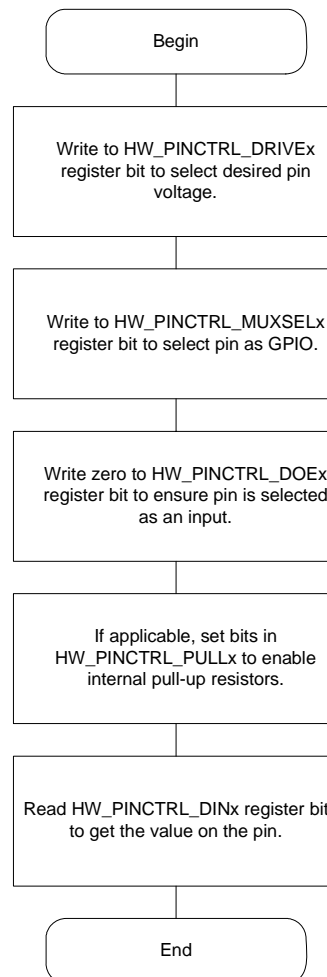 Begin
Write to HW_PINCTRL_DRIVEx
register bit to select desired pin
voltage.
Write to HW_PINCTRL_MUXSELx
register bit to select pin as GPIO.
Write zero to HW_PINCTRL_DOEx
register bit to ensure pin is selected
as an input.
If applicable, set bits in
HW_PINCTRL_PULLx to enable
internal pull-up resistors.
Read HW_PINCTRL_DINx register bit
to get the value on the pin.
End